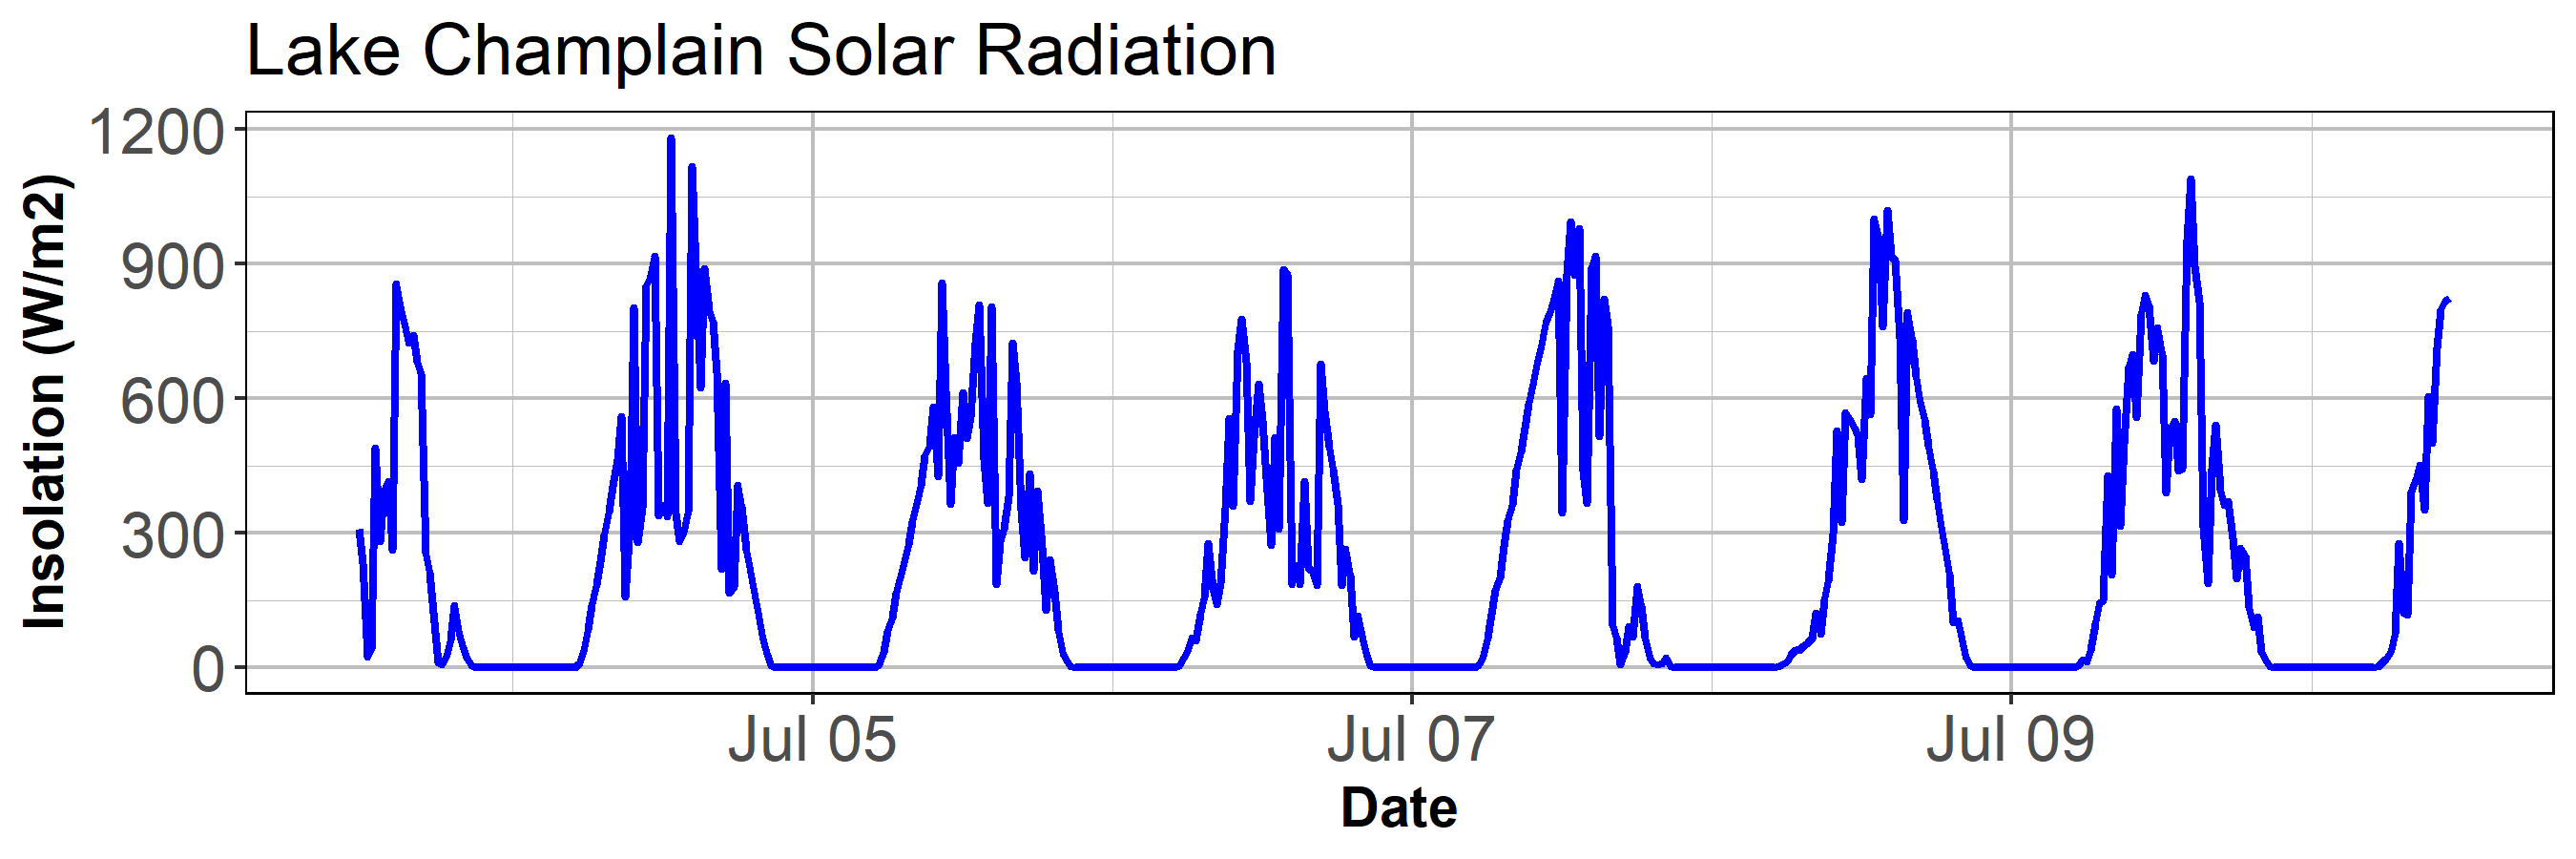 Lake Champlain Solar Radiation
1200
900
600
300
0
Insolation (W/m2)
Jul 05 Jul 07 Jul 09
Date